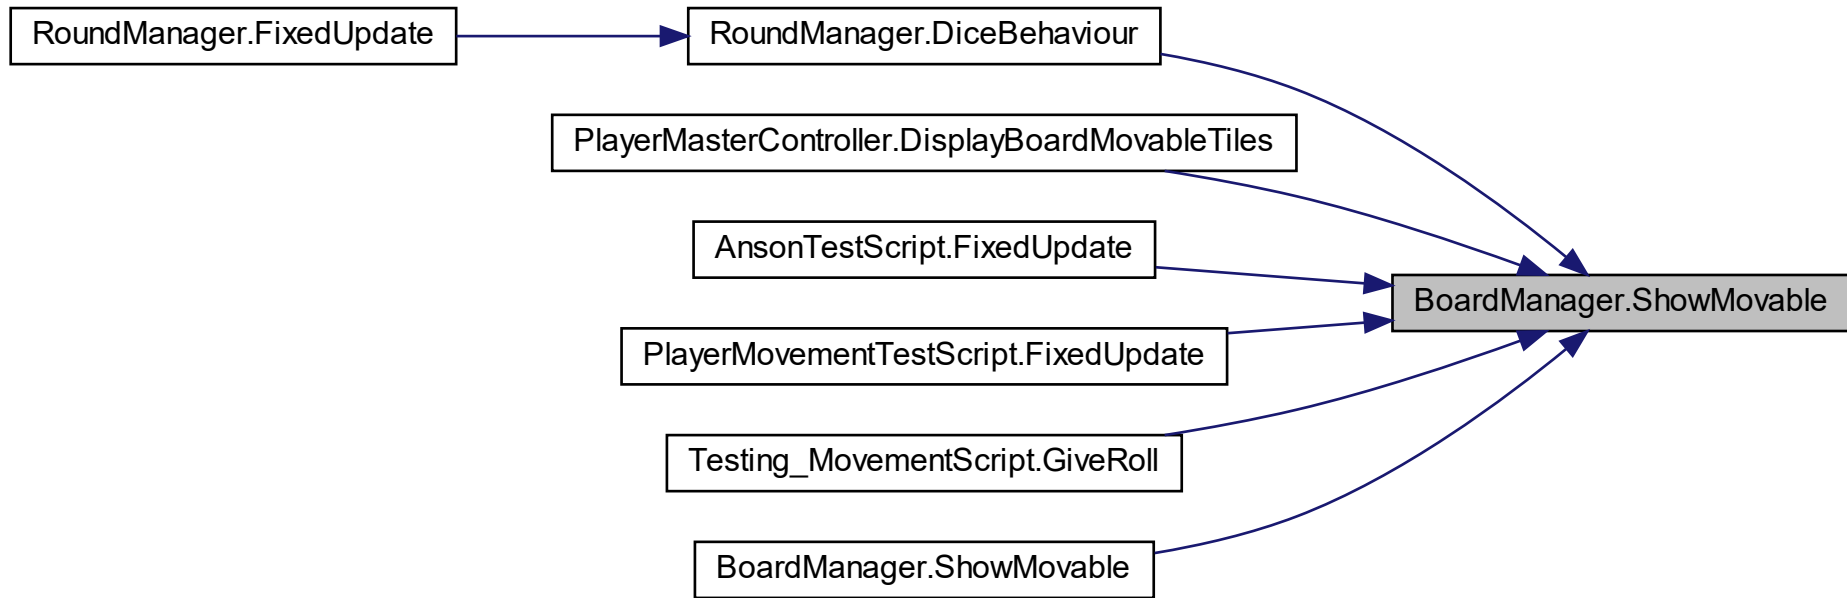 RoundManager.FixedUpdate
RoundManager.DiceBehaviour
PlayerMasterController.DisplayBoardMovableTiles
AnsonTestScript.FixedUpdate
BoardManager.ShowMovable
PlayerMovementTestScript.FixedUpdate
Testing_MovementScript.GiveRoll
BoardManager.ShowMovable